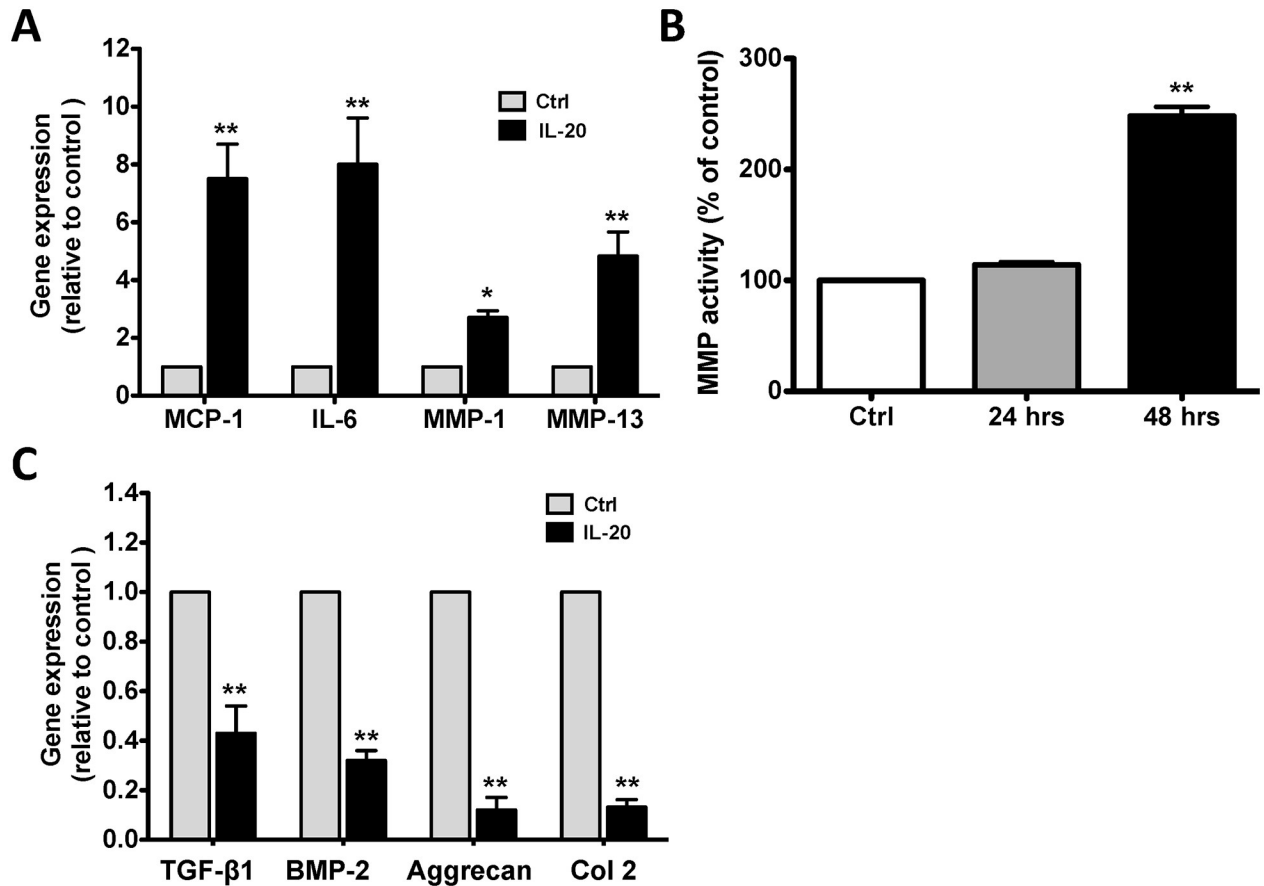 A
Gene expression
(relative to control )
12
10
8
6
4
2
0
** ** * **
Ctrl
IL-20
MCP-1 IL-6 MMP-1 MMP-13
B
MMP activity (% of control)
300
200
100
0
**
Ctrl 24 hrs 48 hrs
C
Gene expression
(relative to control )
1.4
1.2
1.0
0.8
0.6
0.4
0.2
0.0
** ** ** **
Ctrl
IL-20
TGF-β1 BMP-2 Aggrecan Col 2